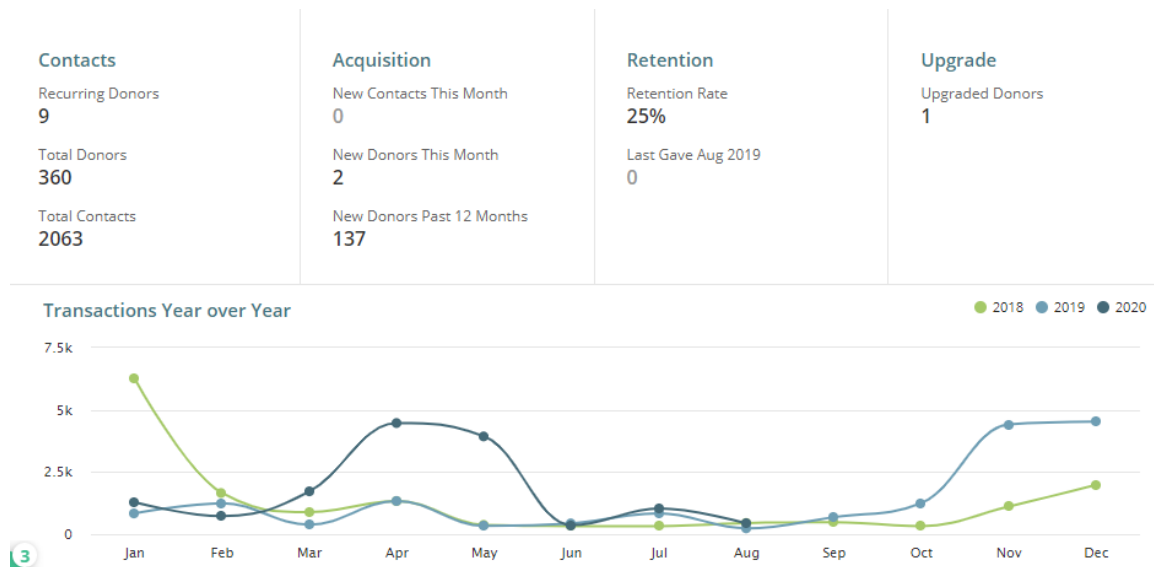 Contacts
Recurring Donors
9
Total Donors
360
Total Contacts
2063
Acquisition
New Contacts This Month
0
New Donors This Month
2
New Donors Past 12 Months
137
Retention
Retention Rate
25%
Last Gave Aug 2019
0
Upgrade
Upgraded Donors
1
Transactions Year over Year
2018 2019 2020
7.5k
5k
2.5k
0
Jan Feb Mar Apr May Jun Jul Aug Sep Oct Nov Dec
3